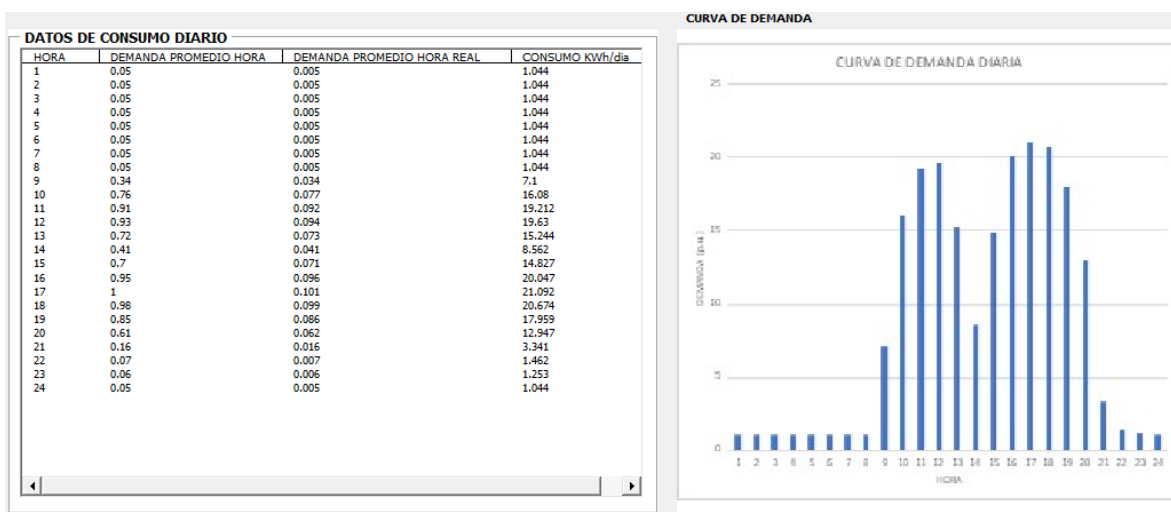 CURVA DE DEMANDA
DATOS DE CONSUMO DIARIO
HORA DEMANDA PROMEDIO HORA DEMANDA PROMEDIO HORA REAL CONSUMO KWh/dia
1 0.05 0.005 1.044
2 0.05 0.005 1.044
3 0.05 0.005 1.044
4 0.05 0.005 1.044
5 0.05 0.005 1.044
6 0.05 0.005 1.044
7 0.05 0.005 1.044
8 0.05 0.005 1.044
9 0.34 0.034 7.1
10 0.76 0.077 16.08
11 0.91 0.092 19.212
12 0.93 0.094 19.63
13 0.72 0.073 15.244
14 0.41 0.041 8.562
15 0.7 0.071 14.827
16 0.95 0.096 20.047
17 1 0.101 21.092
18 0.98 0.099 20.674
19 0.85 0.086 17.959
20 0.61 0.062 12.947
21 0.16 0.016 3.341
22 0.07 0.007 1.462
23 0.06 0.006 1.253
24 0.05 0.005 1.044
CURVA DE DEMANDA DIARIA
25
20
15
10
5
0
DEMANDA (p.u)
1 2 3 4 5 6 7 8 9 10 11 12 13 14 15 16 17 18 19 20 21 22 23 24
HORA